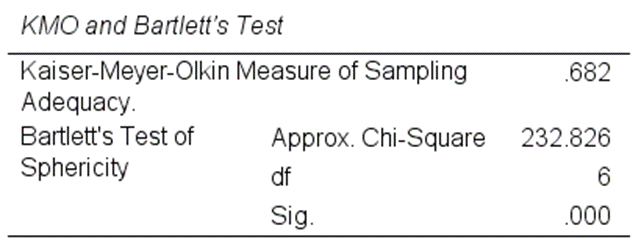 KMO and Bartlett's Test
Kaiser-Meyer-Olkin Measure of Sampling .682
Adequacy.
Bartlett's Test of Approx. Chi-Square 232.826
Sphericity df 6
Sig. .000